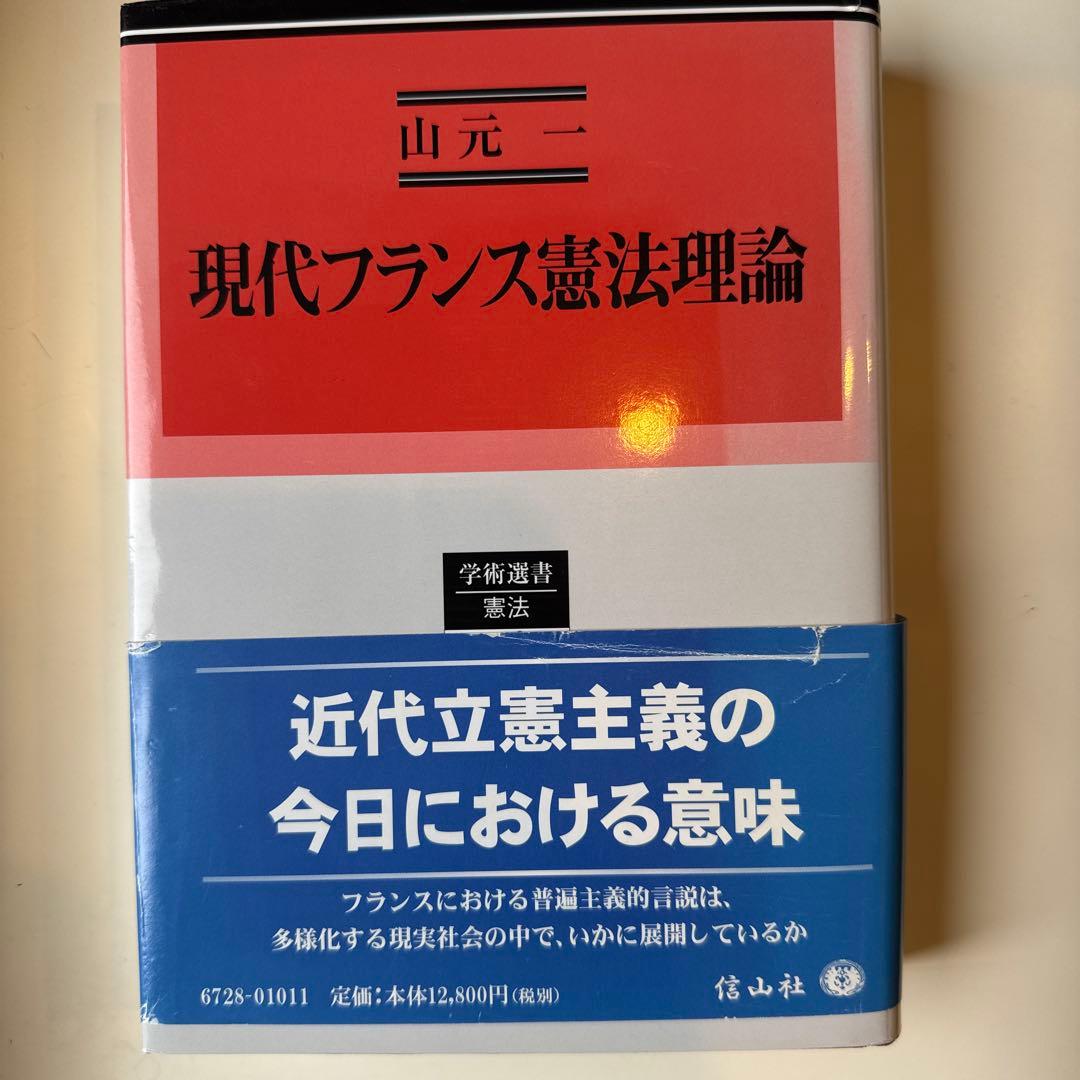 山元 一
現代フランス憲法理論
学術選書
憲法
近代立憲主義の
今日における意味
フランスにおける普遍主義的言説は、
多様化する現実社会の中で、いかに展開しているか
6728-01011 定価:本体12,800円(税別)
信山社